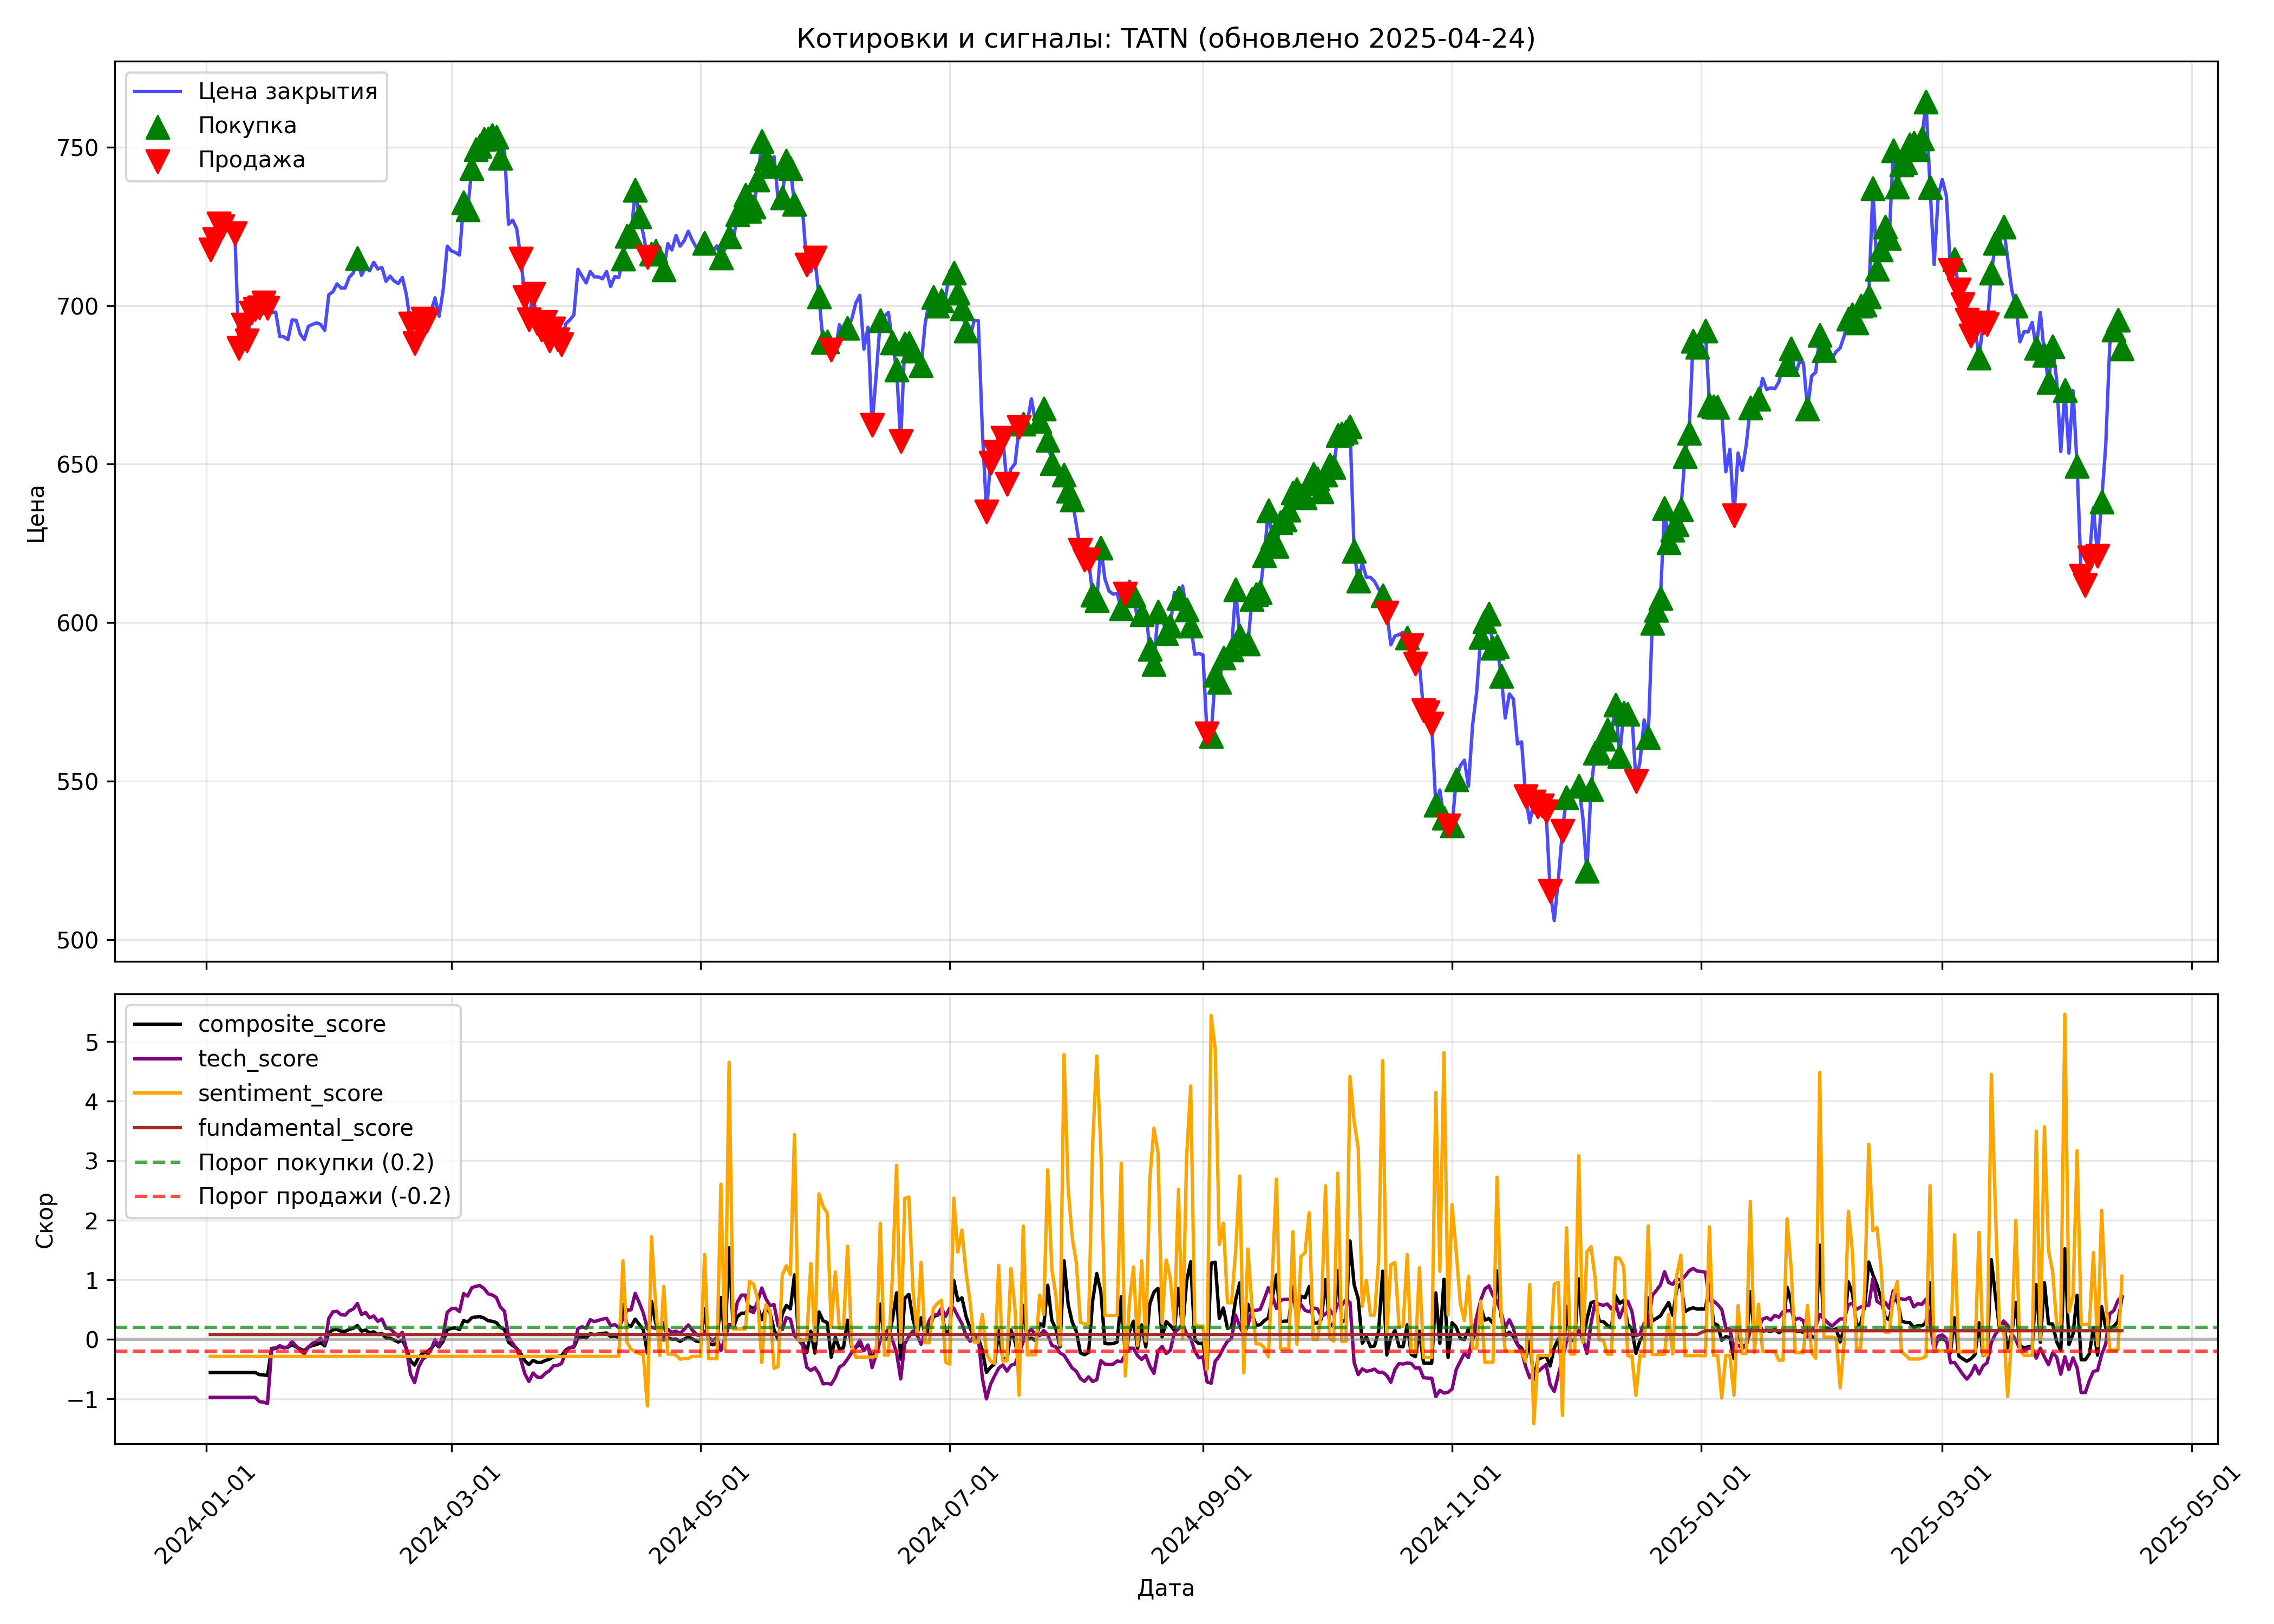 Котировки и сигналы: TATN (обновлено 2025-04-24)
Цена закрытия
Покупка
Продажа
750
700
650
600
550
500
Цена
composite_score
tech_score
sentiment_score
fundamental_score
Порог покупки (0.2)
Порог продажи (-0.2)
5
4
3
2
1
0
−1
Скор
2024-01-01
2024-03-01
2024-05-01
2024-07-01
2024-09-01
2024-11-01
2025-01-01
2025-03-01
2025-05-01
Дата